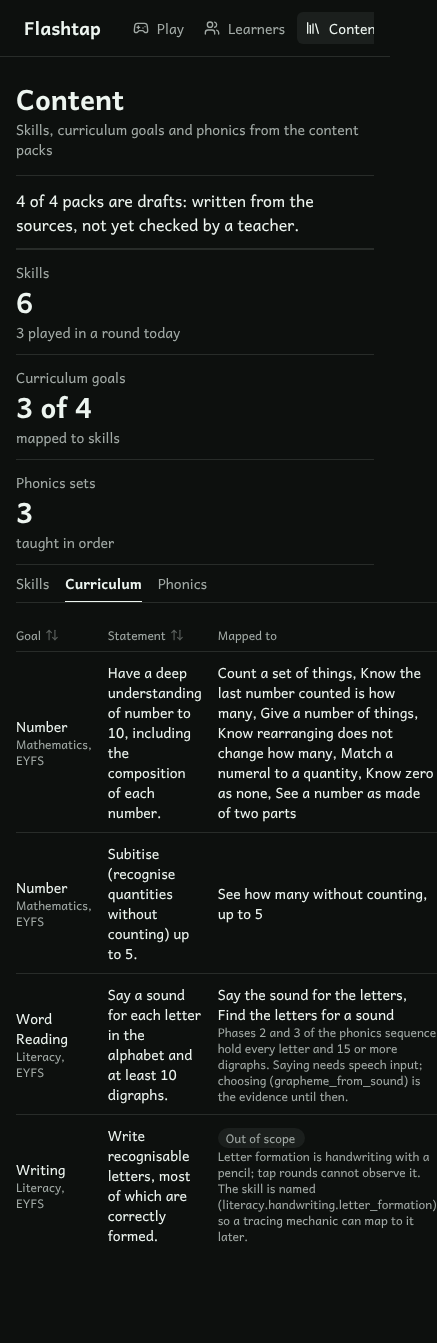 Flashtap
Play
Learners
Conten
Content
Skills, curriculum goals and phonics from the content
packs
4 of 4 packs are drafts: written from the
sources, not yet checked by a teacher.
Skills
6
3 played in a round today
Curriculum goals
3 of 4
mapped to skills
Phonics sets
3
taught in order
Skills Curriculum Phonics
Goal Statement Mapped to
Number
Mathematics,
EYFS
Have a deep
understanding
of number to
10, including
the
composition
of each
number.
Count a set of things, Know the
last number counted is how
many, Give a number of things,
Know rearranging does not
change how many, Match a
numeral to a quantity, Know zero
as none, See a number as made
of two parts
Number
Mathematics,
EYFS
Subitise
(recognise
quantities
without
counting) up
to 5.
See how many without counting,
up to 5
Word
Reading
Literacy,
EYFS
Say a sound
for each letter
in the
alphabet and
at least 10
digraphs.
Say the sound for the letters,
Find the letters for a sound
Phases 2 and 3 of the phonics sequence
hold every letter and 15 or more
digraphs. Saying needs speech input;
choosing (grapheme_from_sound) is
the evidence until then.
Writing
Literacy,
EYFS
Write
recognisable
letters, most
of which are
correctly
formed.
Out of scope
Letter formation is handwriting with a
pencil; tap rounds cannot observe it.
The skill is named
(literacy.handwriting.letter_formation)
so a tracing mechanic can map to it
later.